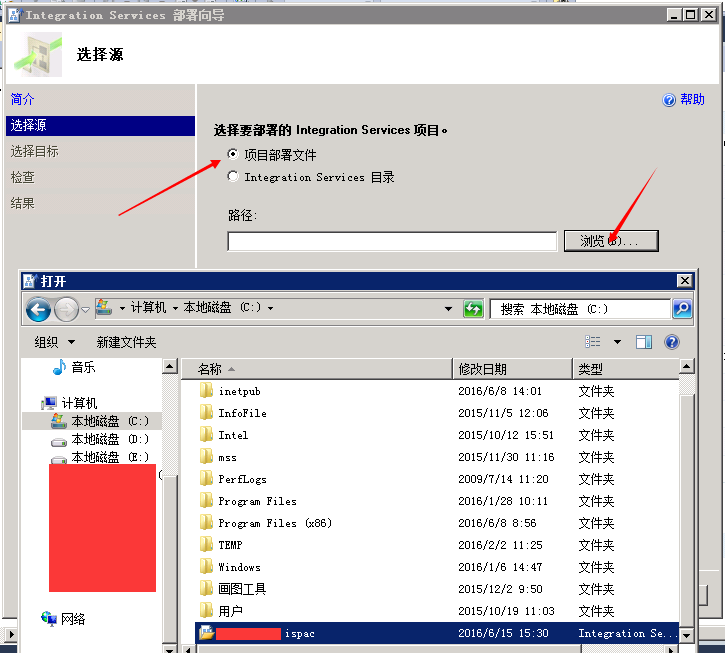 Integration Services 部署向导
选择源
简介
选择源
选择目标
检查
结果
帮助
选择要部署的 Integration Services 项目。
项目部署文件
Integration Services 目录
路径:
浏览
打开
计算机 本地磁盘 (C:)
搜索 本地磁盘 (C:)
组织 新建文件夹
音乐
计算机
本地磁盘 (C:)
本地磁盘 (D:)
本地磁盘 (E:)
网络
名称 修改日期 类型
inetpub 2016/6/8 14:01 文件夹
InfoFile 2015/11/5 12:06 文件夹
Intel 2015/10/12 15:51 文件夹
mss 2015/11/30 11:16 文件夹
PerfLogs 2009/7/14 11:20 文件夹
Program Files 2016/1/28 10:11 文件夹
Program Files (x86) 2016/6/8 8:56 文件夹
TEMP 2016/2/2 11:25 文件夹
Windows 2016/1/6 14:47 文件夹
画图工具 2015/12/2 9:50 文件夹
用户 2015/10/19 11:03 文件夹
ispac 2016/6/15 15:30 Integration Se...